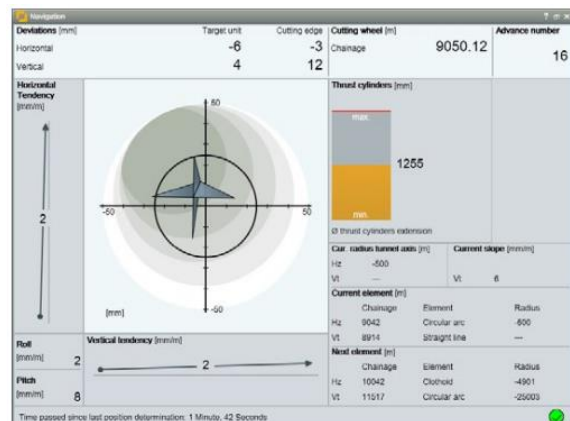 Navigation
Deviations [mm] Target unit Cutting edge
Horizontal -6 -3
Vertical 4 12
Cutting wheel [m]
Chainage 9050.12
Advance number
16
Horizontal
Tendency
[mm/m]
2
50
-50
50
-50
[mm]
Thrust cylinders [mm]
max.
1255
min.
Ø thrust cylinders extension
Cur. radius tunnel axis [m] Current slope [mm/m]
Hz -500
Vt --- Vt 6
Current element [m]
Chainage Element Radius
Hz 9042 Circular arc -500
Vt 8914 Straight line ---
Next element [m]
Chainage Element Radius
Hz 10042 Clothoid -4901
Vt 11517 Circular arc -25003
Roll
[mm/m] 2
Pitch
[mm/m] 8
Vertical tendency [mm/m]
2
Time passed since last position determination: 1 Minute, 42 Seconds